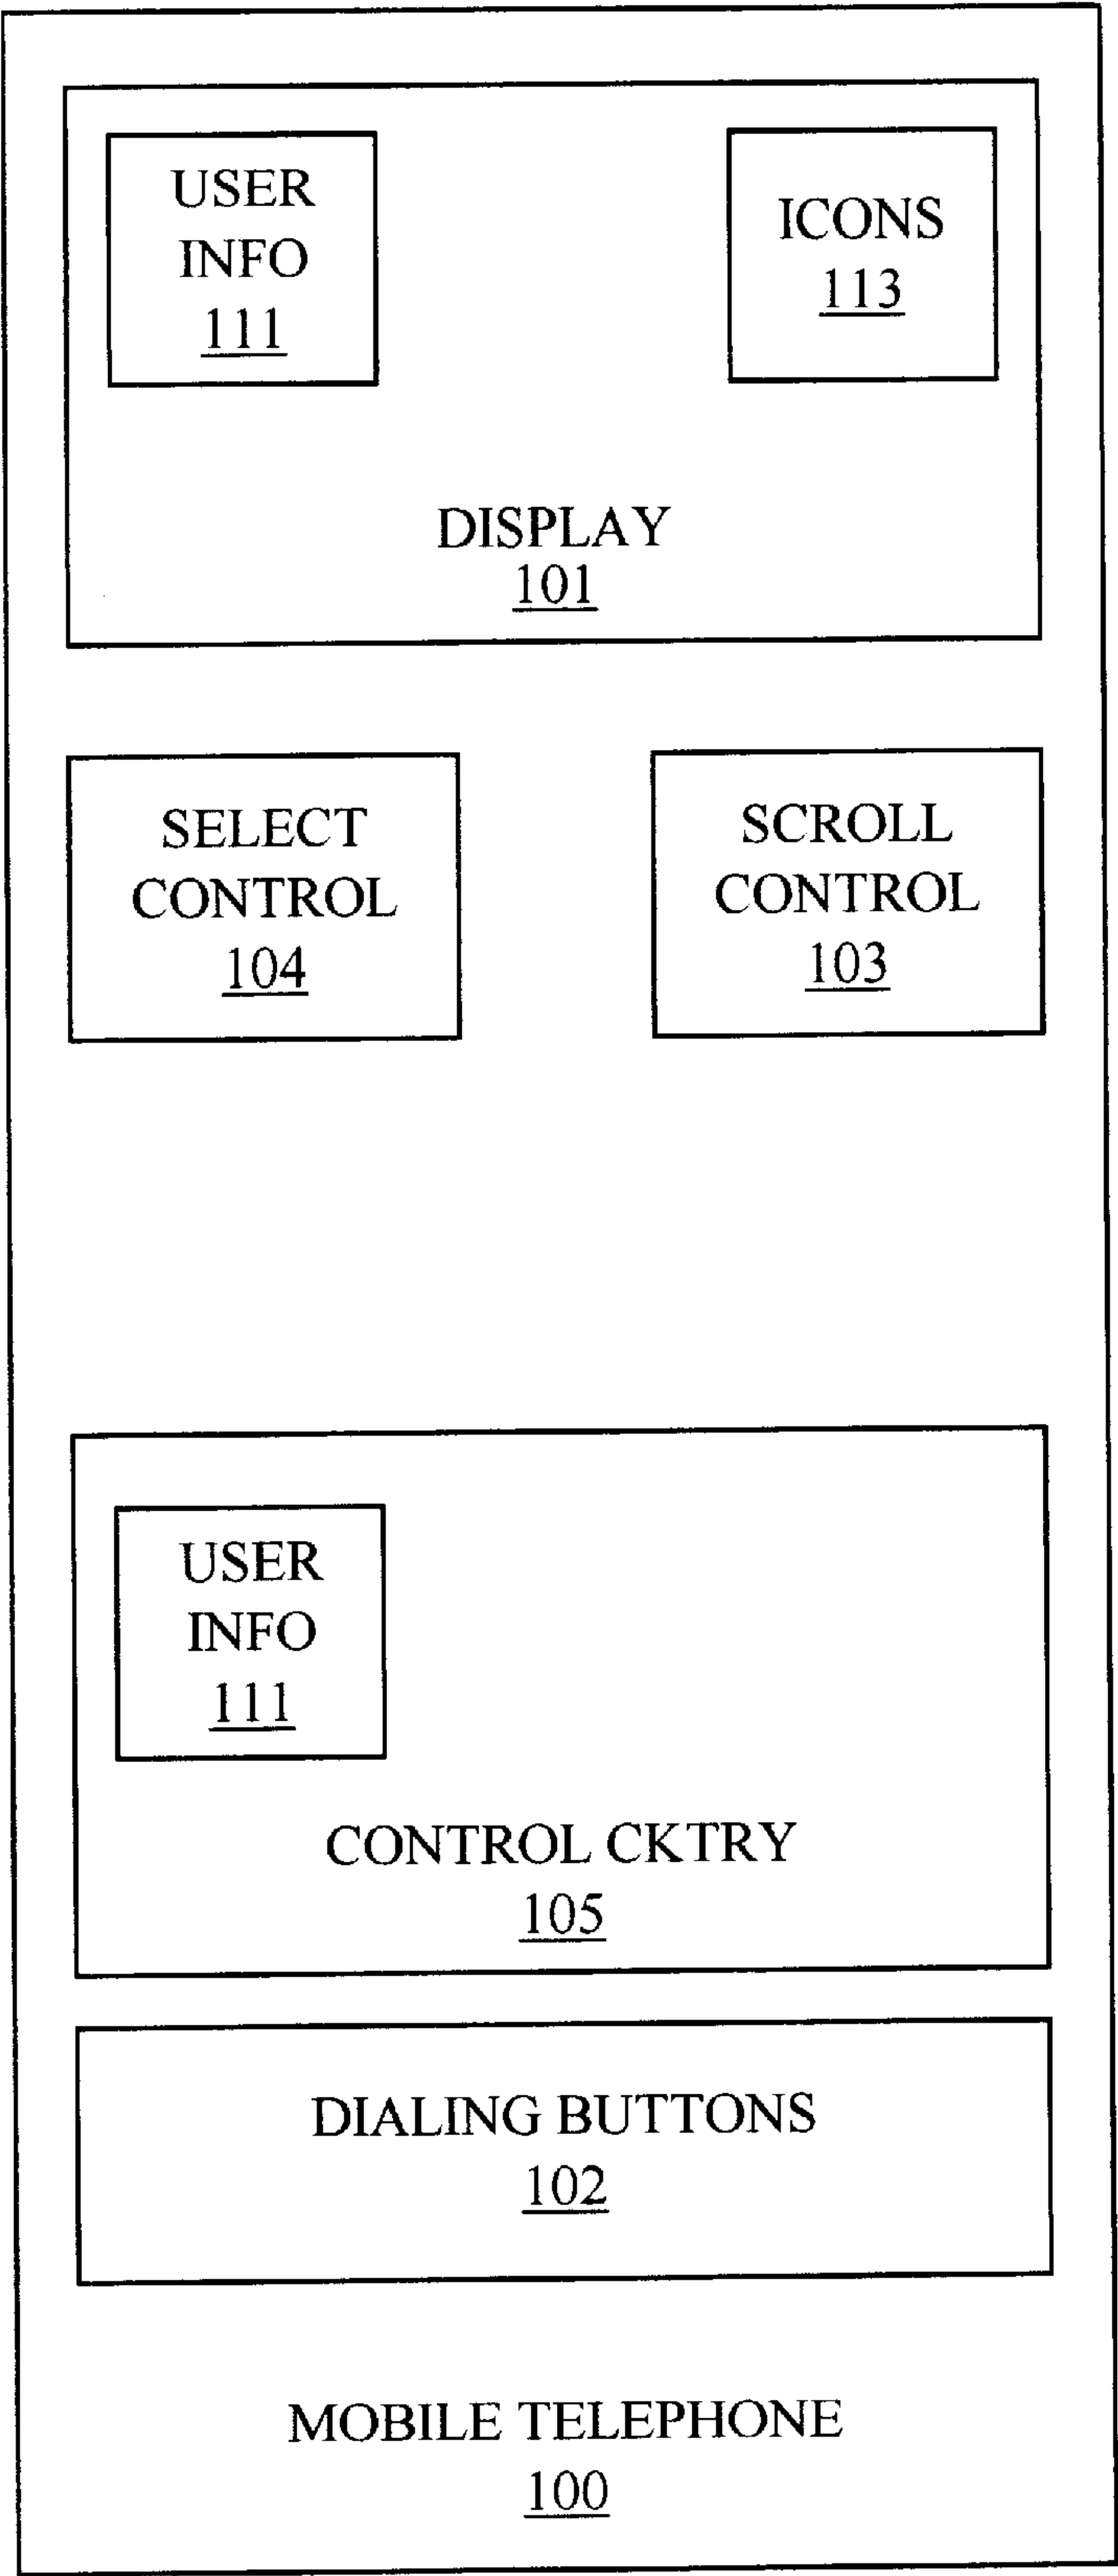 USER
INFO
111
ICONS
113
DISPLAY
101
SELECT
CONTROL
104
SCROLL
CONTROL
103
USER
INFO
111
CONTROL CKTRY
105
DIALING BUTTONS
102
MOBILE TELEPHONE
100